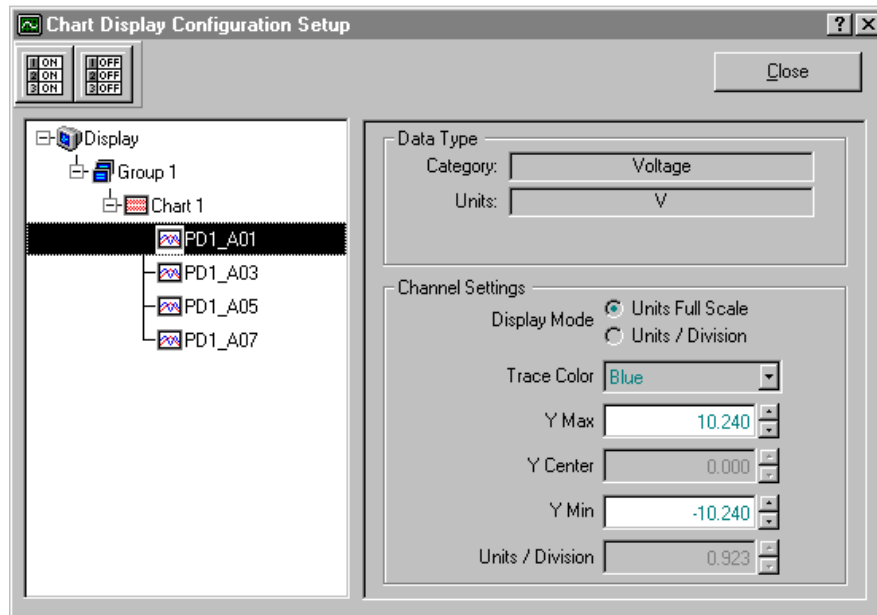 Chart Display Configuration Setup
1 ON
2 ON
3 ON
1 OFF
2 OFF
3 OFF
Close
Display
Group 1
Chart 1
PD1_A01
PD1_A03
PD1_A05
PD1_A07
Data Type
Category: Voltage
Units: V
Channel Settings
Display Mode
Units Full Scale
Units / Division
Trace Color Blue
Y Max 10.240
Y Center 0.000
Y Min -10.240
Units / Division 0.923